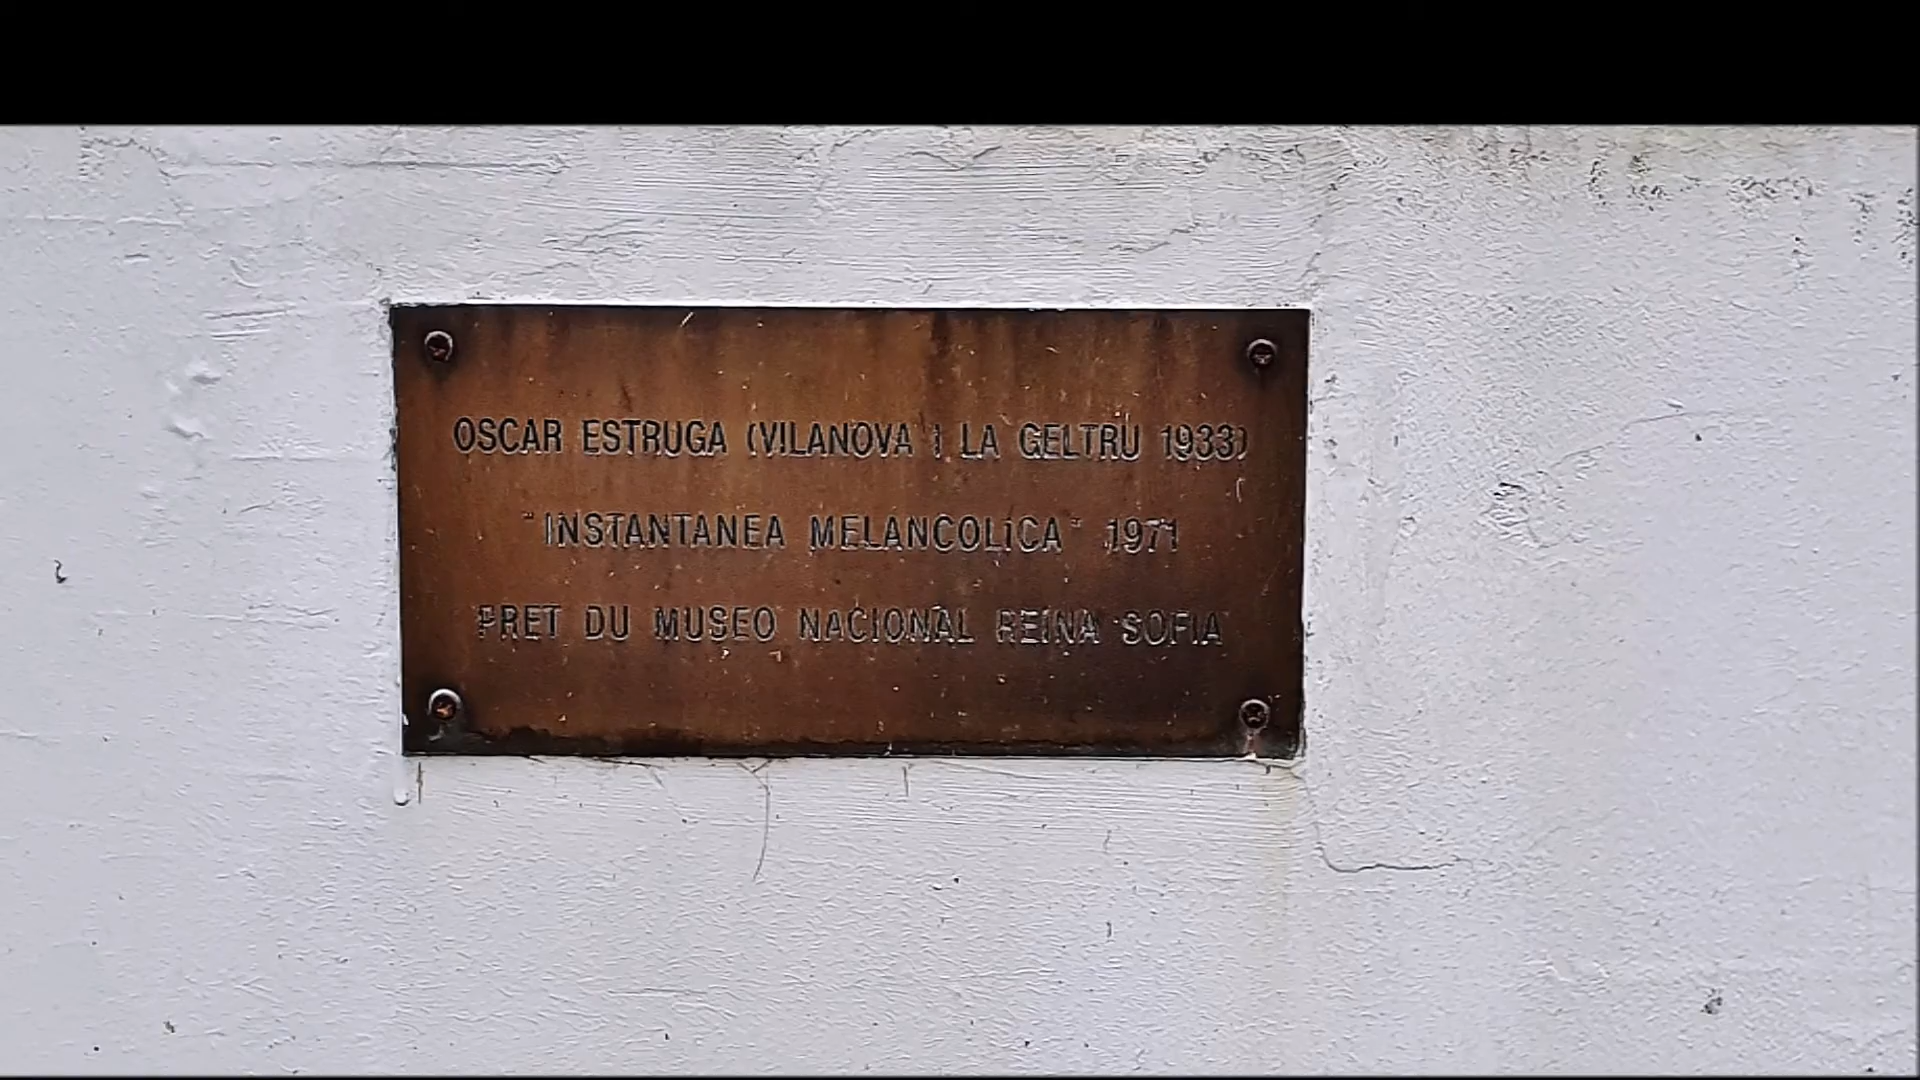 OSCAR ESTRUGA (VILANOVA I LA GELTRU 1933)
"INSTANTANEA MELANCOLICA" 1971
PRET DU MUSEO NACIONAL REINA SOFIA